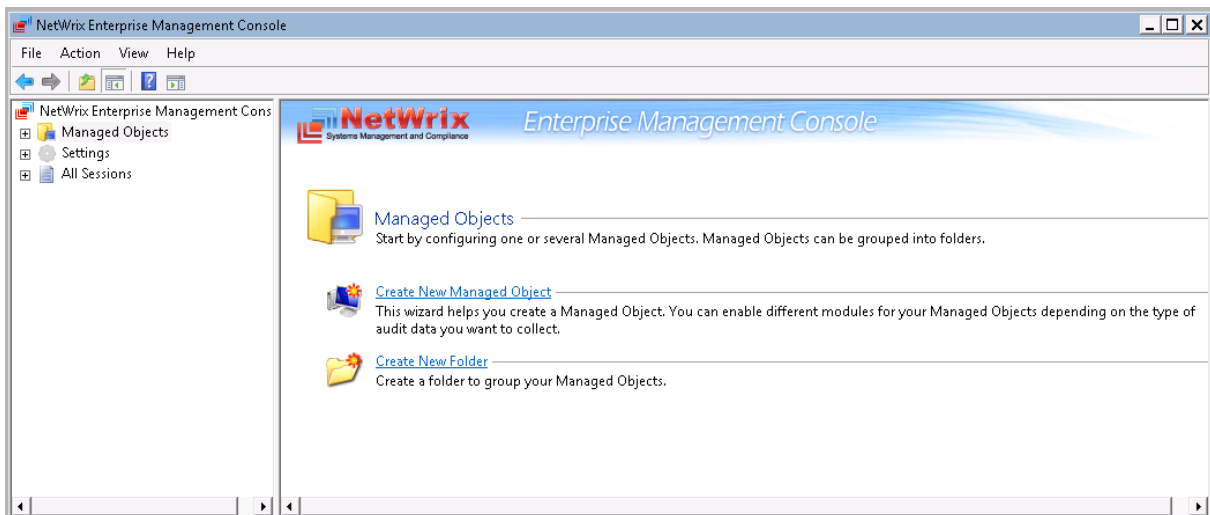 NetWrix Enterprise Management Console
File Action View Help
NetWrix Enterprise Management Cons
Managed Objects
Settings
All Sessions
NetWrix
Systems Management and Compliance
Enterprise Management Console
Managed Objects
Start by configuring one or several Managed Objects. Managed Objects can be grouped into folders.
Create New Managed Object
This wizard helps you create a Managed Object. You can enable different modules for your Managed Objects depending on the type of
audit data you want to collect.
Create New Folder
Create a folder to group your Managed Objects.